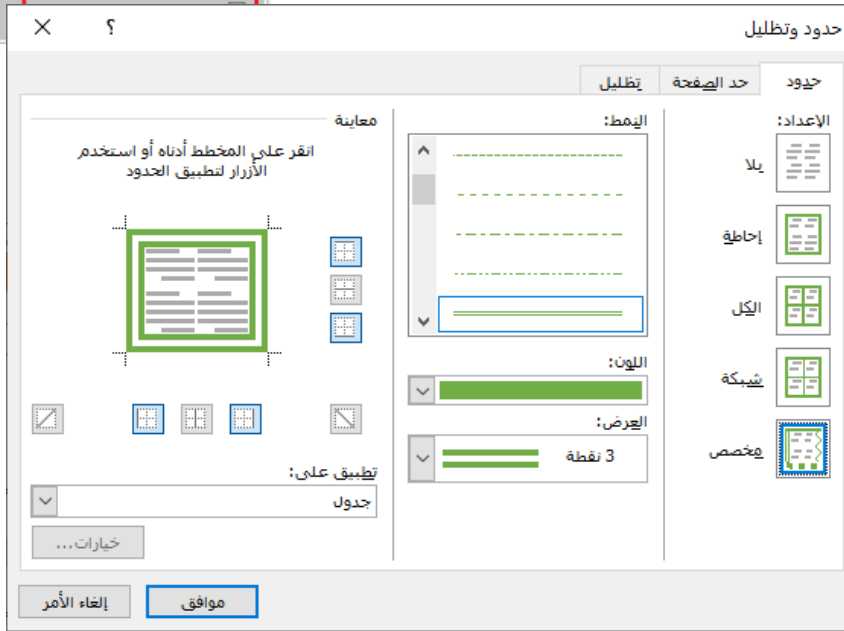 حدود وتظليل
؟
حدود
حد الصفحة
تظليل
الإعداد:
بلا
إحاطة
الكل
شبكة
مخصص
النمط:
اللون:
العرض:
3 نقطة
معاينة
انقر على المخطط أدناه أو استخدم
الأزرار لتطبيق الحدود
تطبيق على:
جدول
خيارات...
موافق
إلغاء الأمر